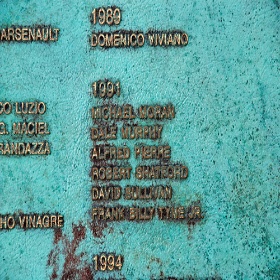 1989
ARSENAULT
DOMENICO VIVIANO
1991
CO LUZIO
MICHAEL MORAN
G. MACIEL
DALE MURPHY
RANDAZZA
ALFRED PIERRE
ROBERT SHATFORD
DAVID SULLIVAN
HO VINAGRE
FRANK BILLY TYNE JR.
1994